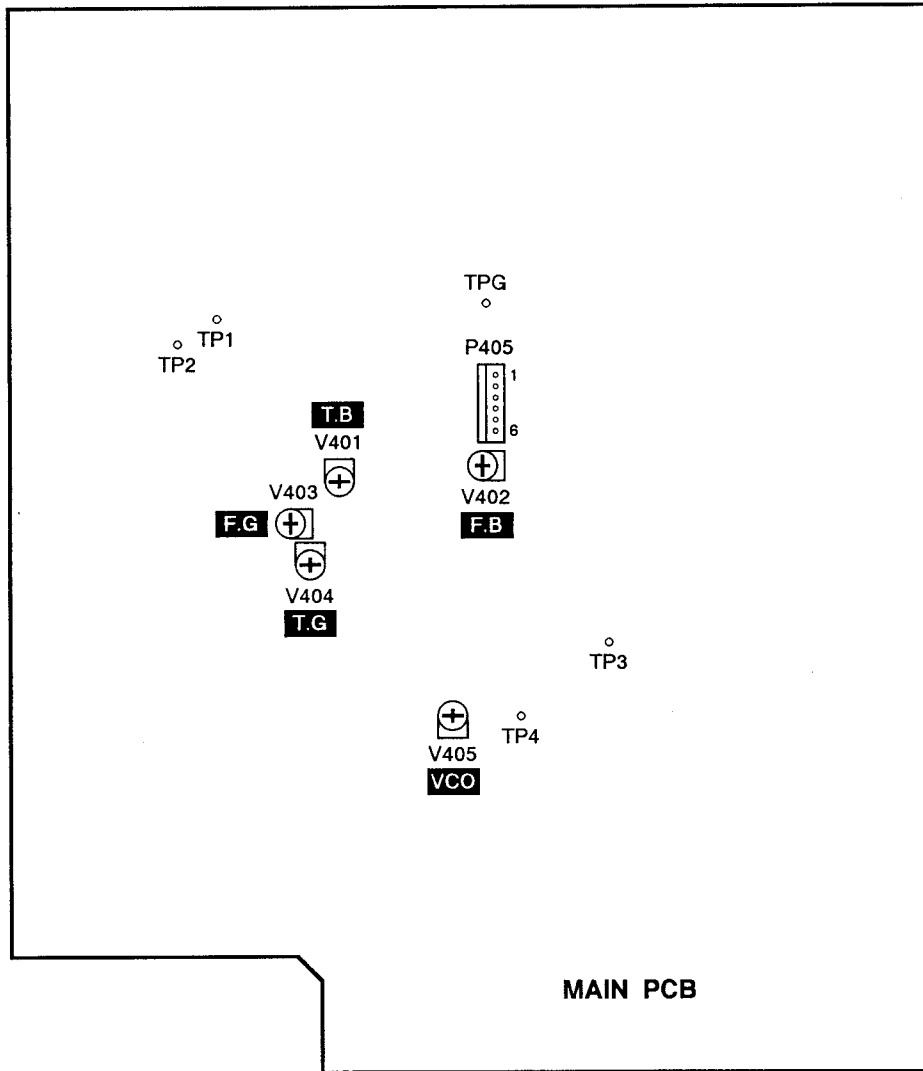 TPG
TP1
TP2
P405
1
6
T.B
V401
V402
F.B
V403
F.G
V404
T.G
TP3
TP4
V405
VCO
MAIN PCB